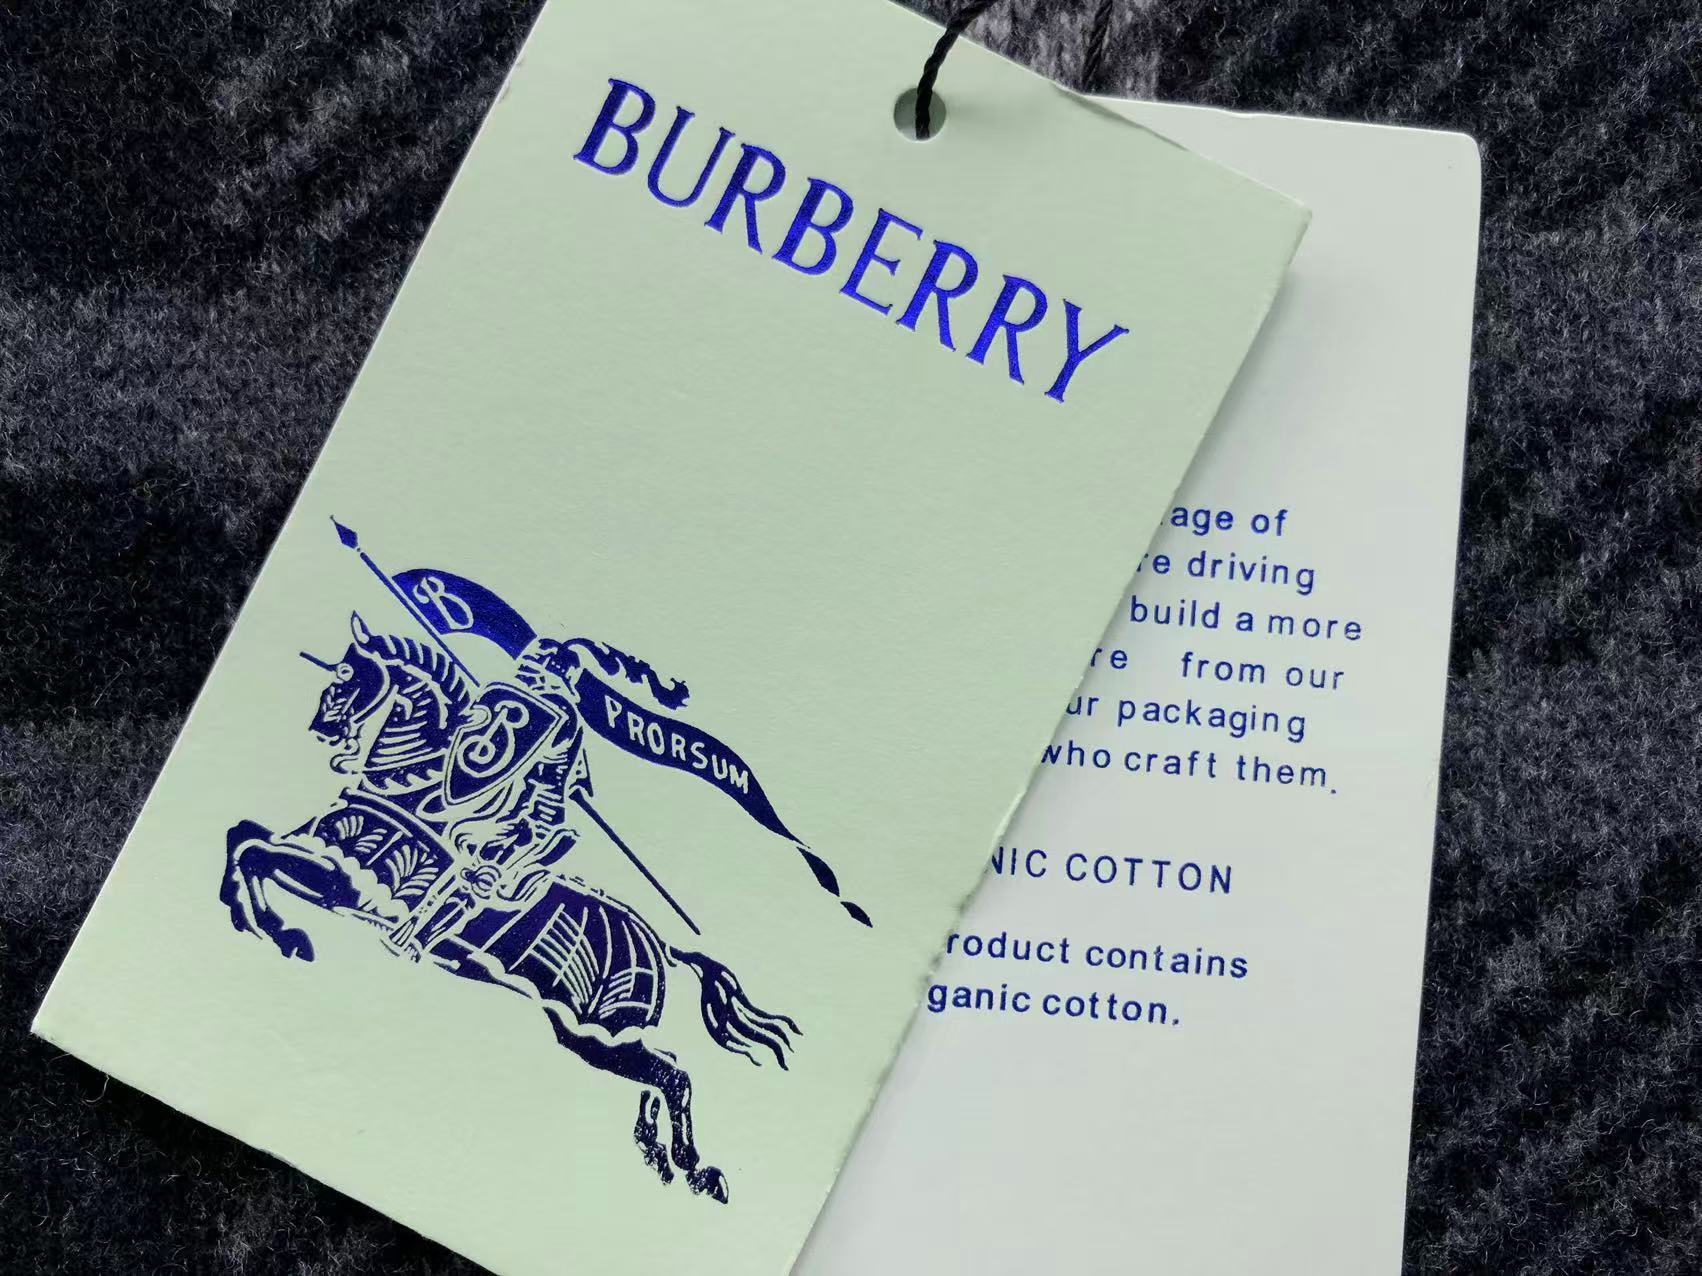 BURBERRY
B
B
PRORSUM
age of
re driving
build a more
re from our
ur packaging
who craft them.
NIC COTTON
roduct contains
ganic cotton.